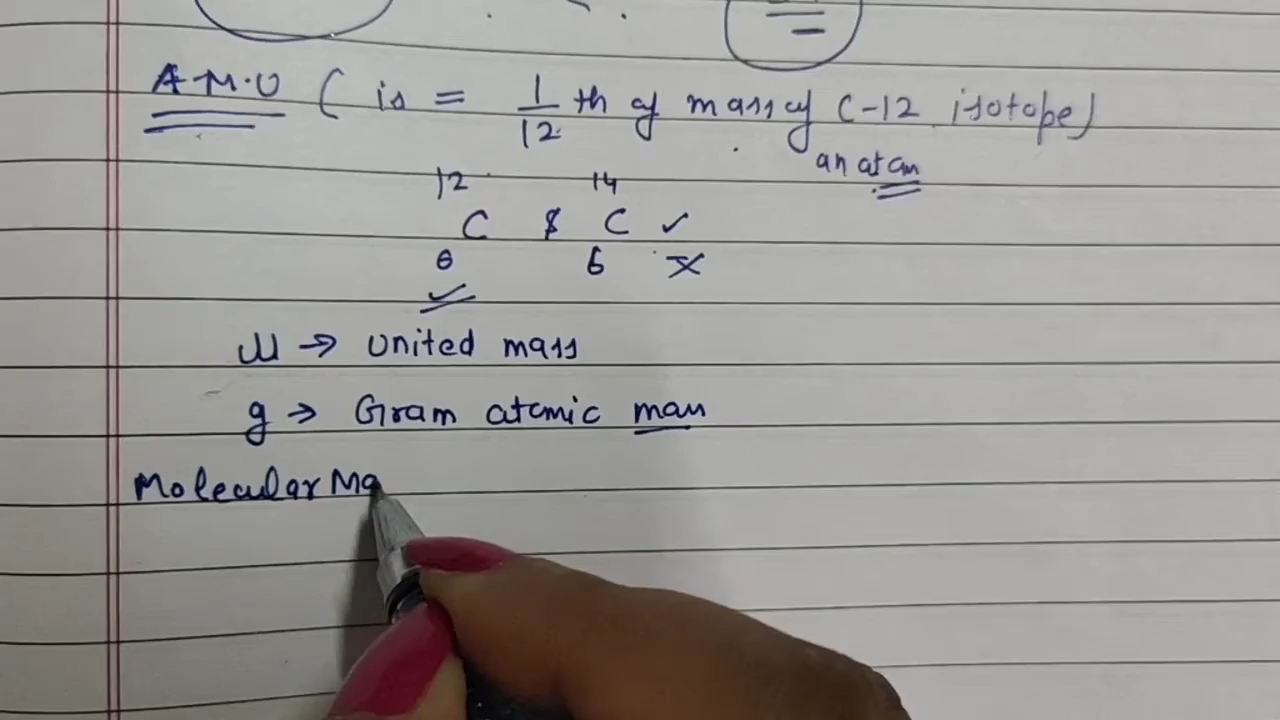 A.M.U ( is = 1/12 th of mass of C-12 isotope)
an atom
12 14
C & C ✓
6 6 X
u → United mass
g → Gram atomic mass
Molecular Ma